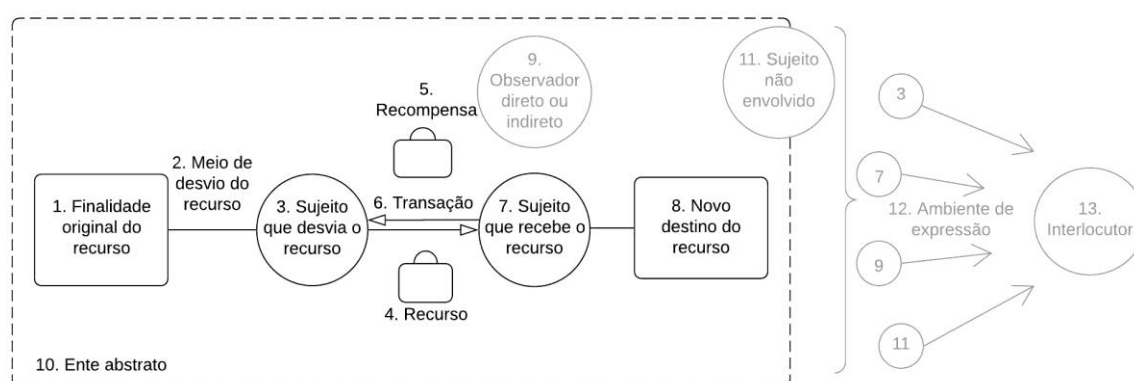 9.
Observador
direto ou
indireto
11. Sujeito
não
envolvido
5.
Recompensa
3
2. Meio de
desvio do
recurso
1. Finalidade
original do
recurso
3. Sujeito
que desvia o
recurso
6. Transação
7. Sujeito
que recebe o
recurso
8. Novo
destino do
recurso
4. Recurso
10. Ente abstrato
7
12. Ambiente de
expressão
9
11
13.
Interlocutor